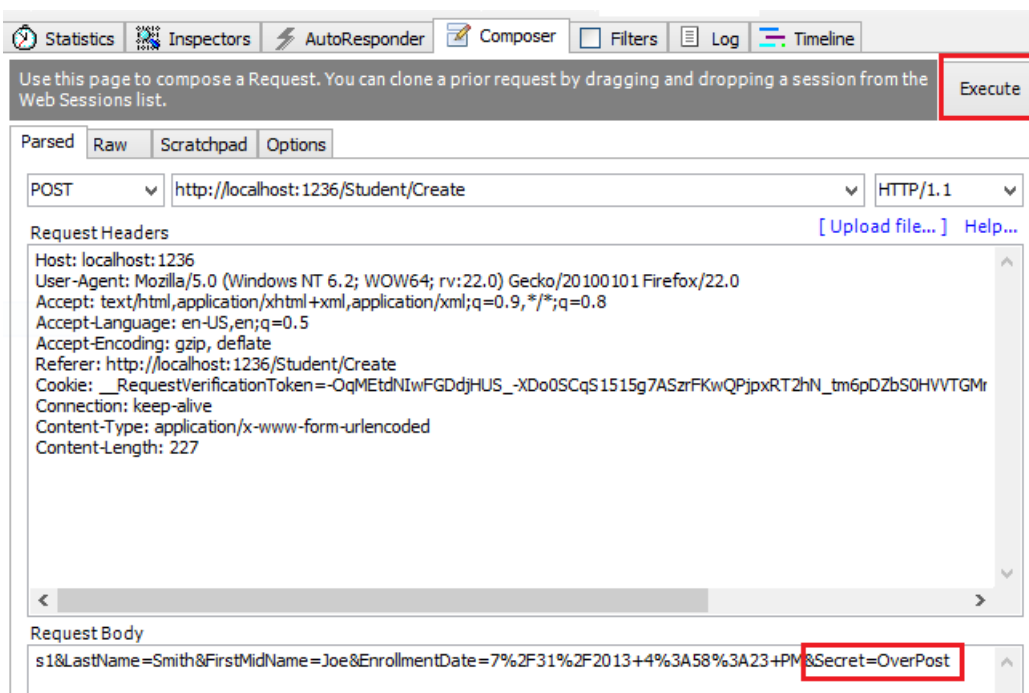 Statistics Inspectors AutoResponder Composer Filters Log Timeline
Use this page to compose a Request. You can clone a prior request by dragging and dropping a session from the
Web Sessions list.
Execute
Parsed Raw Scratchpad Options
POST http://localhost:1236/Student/Create HTTP/1.1
Request Headers [ Upload file... ] Help...
Host: localhost:1236
User-Agent: Mozilla/5.0 (Windows NT 6.2; WOW64; rv:22.0) Gecko/20100101 Firefox/22.0
Accept: text/html,application/xhtml+xml,application/xml;q=0.9,*/*;q=0.8
Accept-Language: en-US,en;q=0.5
Accept-Encoding: gzip, deflate
Referer: http://localhost:1236/Student/Create
Cookie: __RequestVerificationToken=-OqMEtdNIwFGDdjHUS_-XDo0SCqS1515g7ASzrFKwQPjpxRT2hN_tm6pDZbS0HVVTGMr
Connection: keep-alive
Content-Type: application/x-www-form-urlencoded
Content-Length: 227
Request Body
s1&LastName=Smith&FirstMidName=Joe&EnrollmentDate=7%2F31%2F2013+4%3A58%3A23+PM&Secret=OverPost